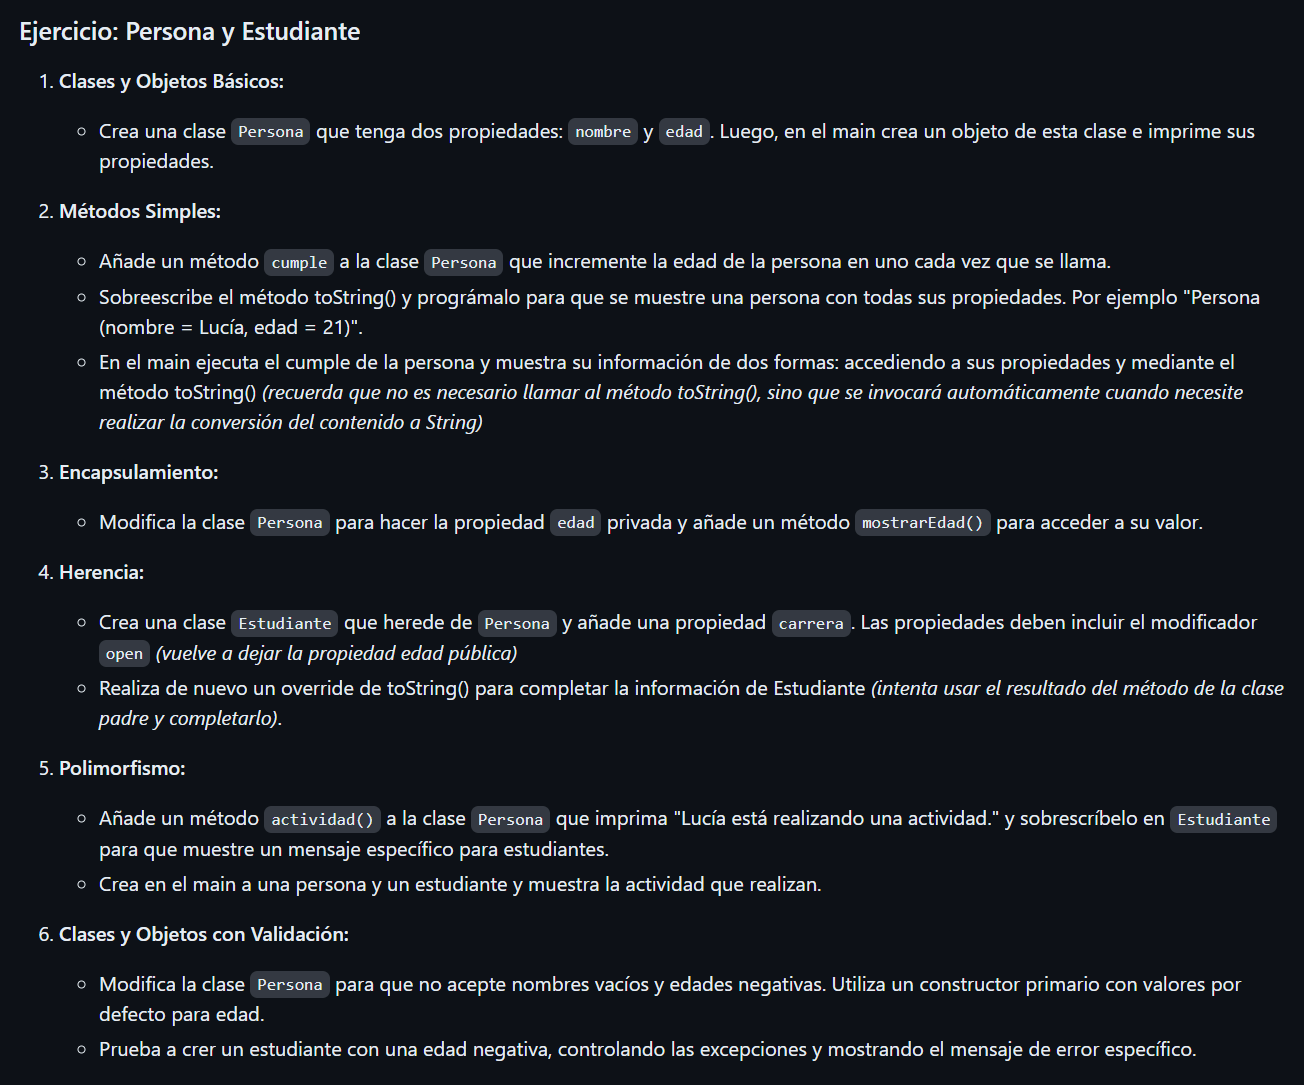 Ejercicio: Persona y Estudiante
1. Clases y Objetos Básicos:
Crea una clase Persona que tenga dos propiedades: nombre y edad. Luego, en el main crea un objeto de esta clase e imprime sus
propiedades.
2. Métodos Simples:
Añade un método cumple a la clase Persona que incremente la edad de la persona en uno cada vez que se llama.
Sobreescribe el método toString() y prográmalo para que se muestre una persona con todas sus propiedades. Por ejemplo "Persona
(nombre = Lucía, edad = 21)".
En el main ejecuta el cumple de la persona y muestra su información de dos formas: accediendo a sus propiedades y mediante el
método toString() (recuerda que no es necesario llamar al método toString(), sino que se invocará automáticamente cuando necesite
realizar la conversión del contenido a String)
3. Encapsulamiento:
Modifica la clase Persona para hacer la propiedad edad privada y añade un método mostrarEdad() para acceder a su valor.
4. Herencia:
Crea una clase Estudiante que herede de Persona y añade una propiedad carrera. Las propiedades deben incluir el modificador
open (vuelve a dejar la propiedad edad pública)
Realiza de nuevo un override de toString() para completar la información de Estudiante (intenta usar el resultado del método de la clase
padre y completarlo).
5. Polimorfismo:
Añade un método actividad() a la clase Persona que imprima "Lucía está realizando una actividad." y sobrescríbelo en Estudiante
para que muestre un mensaje específico para estudiantes.
Crea en el main a una persona y un estudiante y muestra la actividad que realizan.
6. Clases y Objetos con Validación:
Modifica la clase Persona para que no acepte nombres vacíos y edades negativas. Utiliza un constructor primario con valores por
defecto para edad.
Prueba a crer un estudiante con una edad negativa, controlando las excepciones y mostrando el mensaje de error específico.